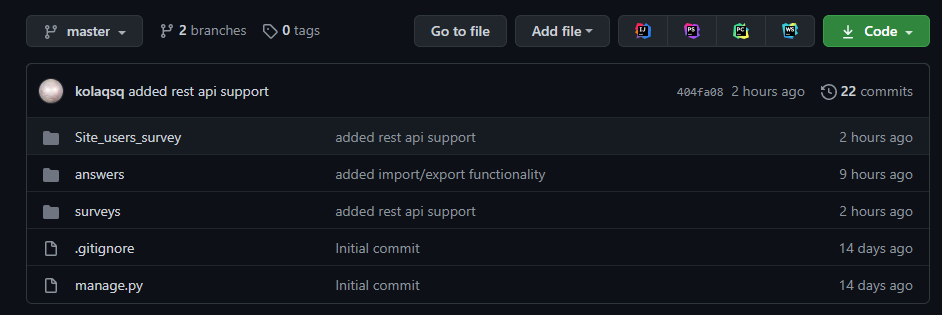 master 2 branches 0 tags Go to file Add file IJ PS PC WS Code
kolaqsq added rest api support 404fa08 2 hours ago 22 commits
Site_users_survey added rest api support 2 hours ago
answers added import/export functionality 9 hours ago
surveys added rest api support 2 hours ago
.gitignore Initial commit 14 days ago
manage.py Initial commit 14 days ago